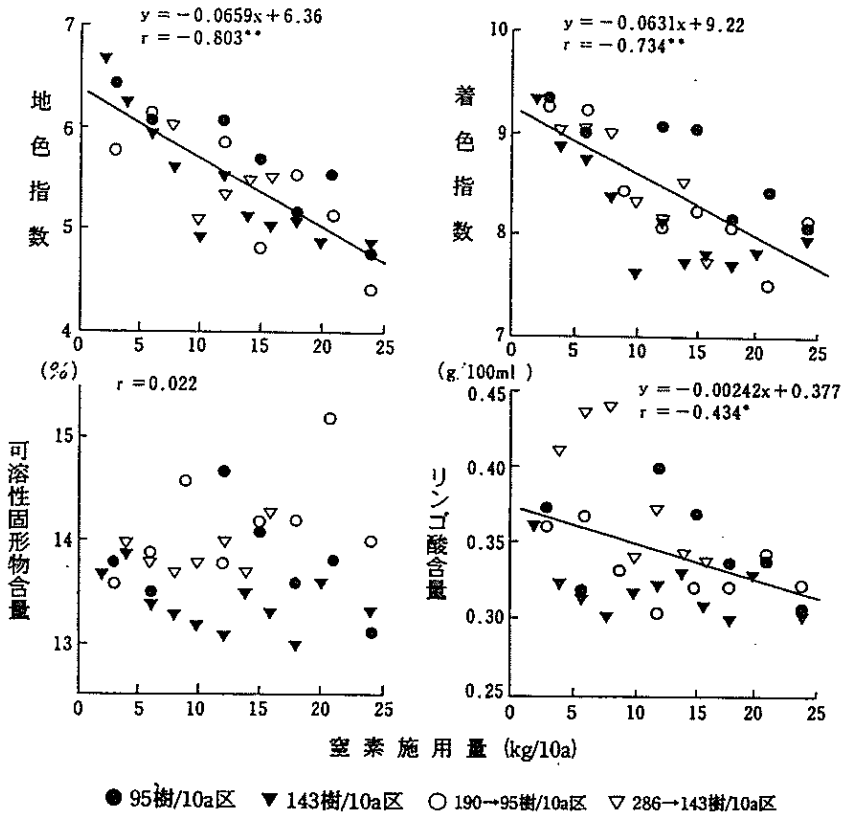 y = −0.0659x+6.36
r = −0.803**
地色指数
7
6
5
4
0 5 10 15 20 25
y = −0.0631x+9.22
r = −0.734**
着色指数
10
9
8
7
0 5 10 15 20 25
(%)
r = 0.022
可溶性固形物含量
15
14
13
0 5 10 15 20 25
(g/100ml)
y = −0.00242x+0.377
r = −0.434*
リンゴ酸含量
0.45
0.40
0.35
0.30
0.25
0 5 10 15 20 25
窒素施用量 (kg/10a)
● 95樹/10a区 ▼ 143樹/10a区 ○ 190→95樹/10a区 ▽ 286→143樹/10a区